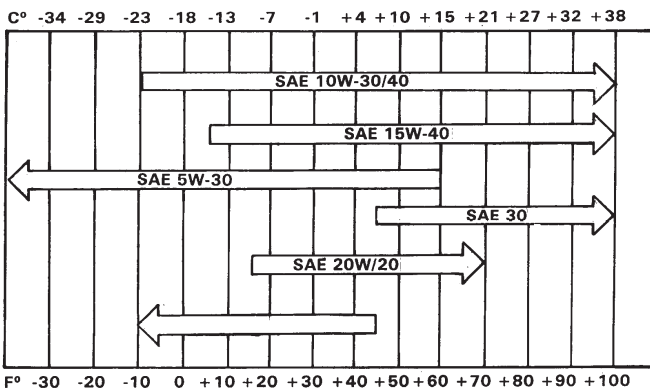 C° -34 -29 -23 -18 -13 -7 -1 +4 +10 +15 +21 +27 +32 +38
SAE 10W-30/40
SAE 15W-40
SAE 5W-30
SAE 30
SAE 20W/20
F° -30 -20 -10 0 +10 +20 +30 +40 +50 +60 +70 +80 +90 +100